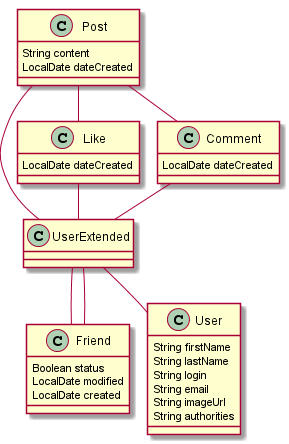 C Post
String content
LocalDate dateCreated
C Like
LocalDate dateCreated
C Comment
LocalDate dateCreated
C UserExtended
C Friend
Boolean status
LocalDate modified
LocalDate created
C User
String firstName
String lastName
String login
String email
String imageUrl
String authorities